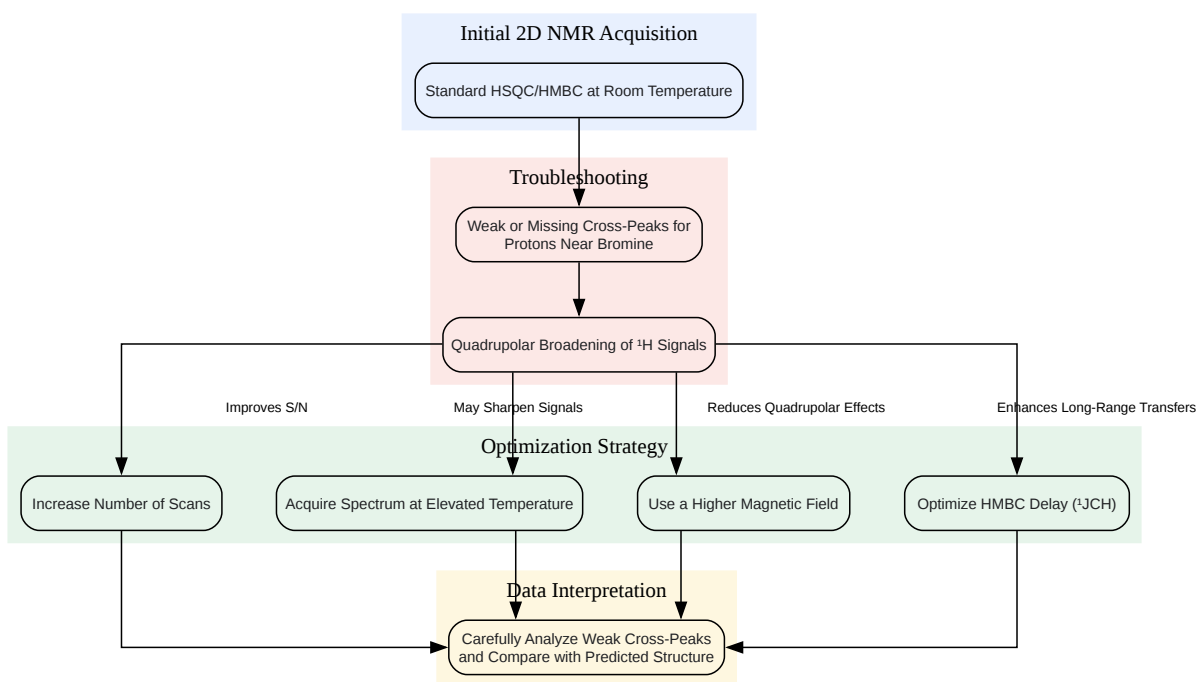 Initial 2D NMR Acquisition
Standard HSQC/HMBC at Room Temperature
Troubleshooting
Weak or Missing Cross-Peaks for
Protons Near Bromine
Quadrupolar Broadening of ¹H Signals
Improves S/N
May Sharpen Signals
Reduces Quadrupolar Effects
Enhances Long-Range Transfers
Optimization Strategy
Increase Number of Scans
Acquire Spectrum at Elevated Temperature
Use a Higher Magnetic Field
Optimize HMBC Delay (¹JCH)
Data Interpretation
Carefully Analyze Weak Cross-Peaks
and Compare with Predicted Structure